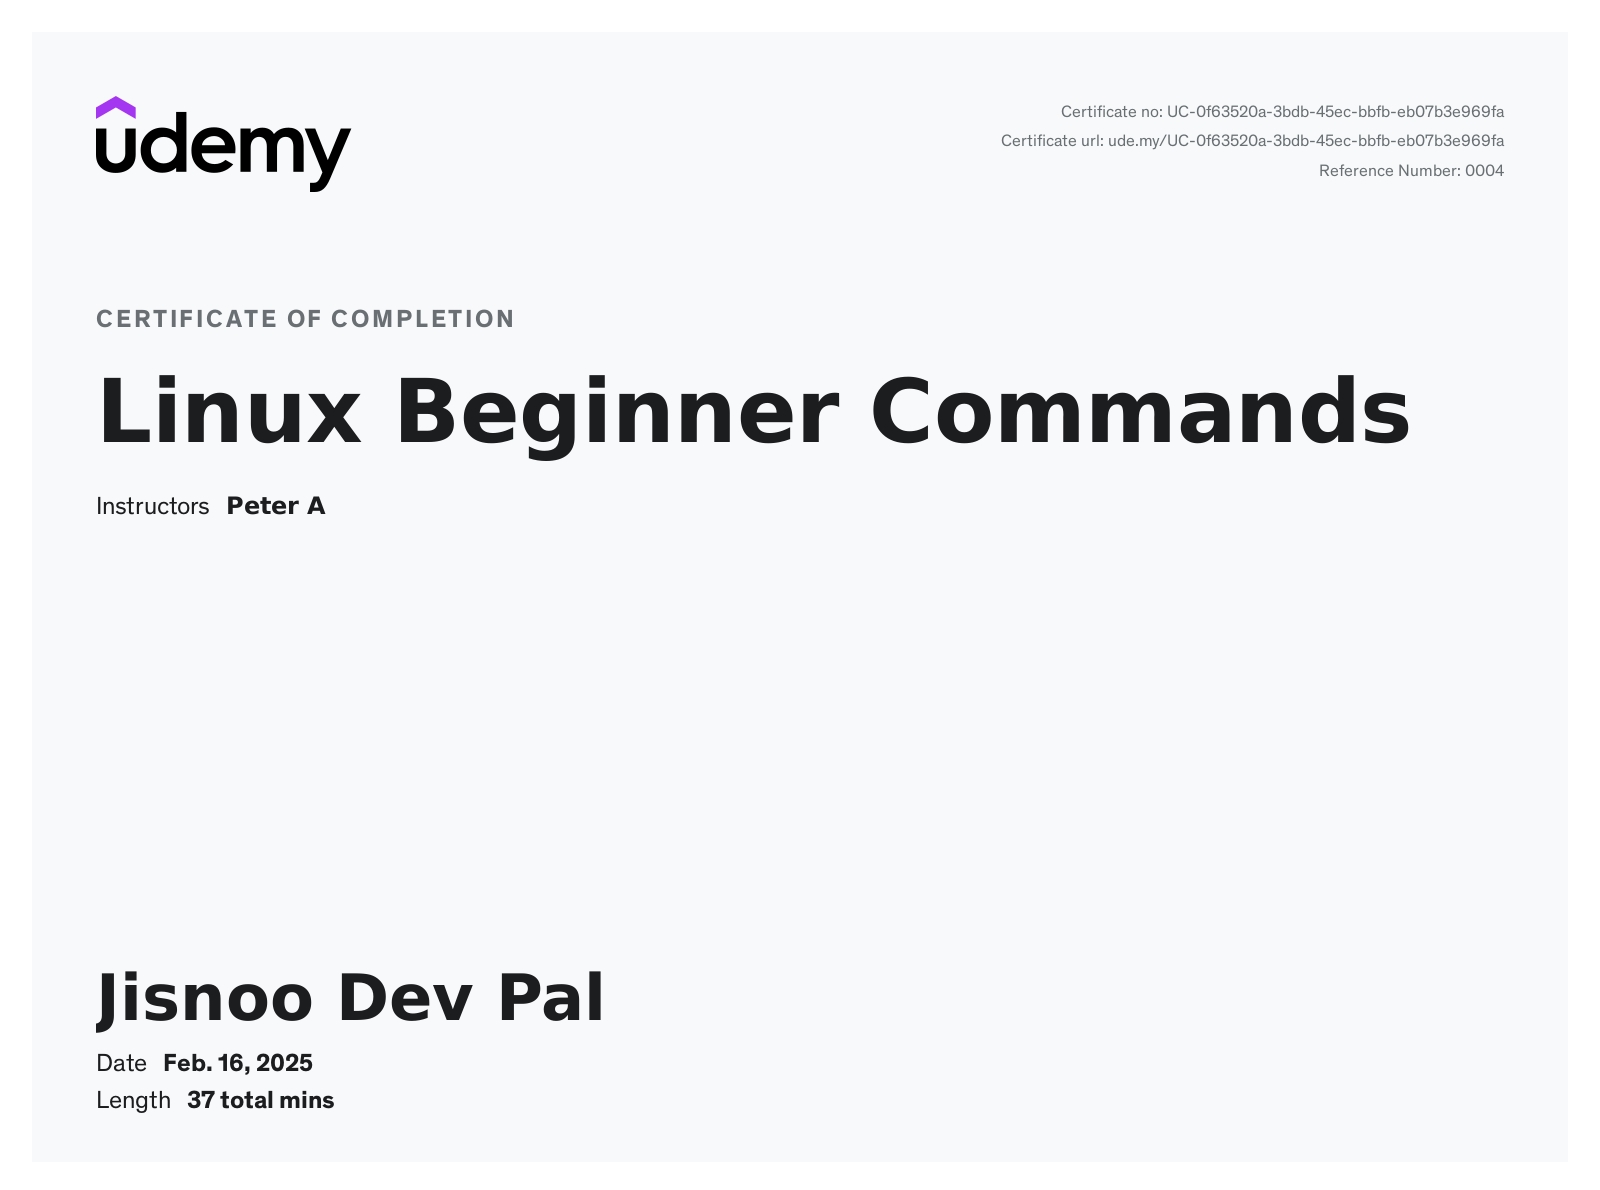 udemy
Certificate no: UC-0f63520a-3bdb-45ec-bbfb-eb07b3e969fa
Certificate url: ude.my/UC-0f63520a-3bdb-45ec-bbfb-eb07b3e969fa
Reference Number: 0004
CERTIFICATE OF COMPLETION
Linux Beginner Commands
Instructors Peter A
Jisnoo Dev Pal
Date Feb. 16, 2025
Length 37 total mins